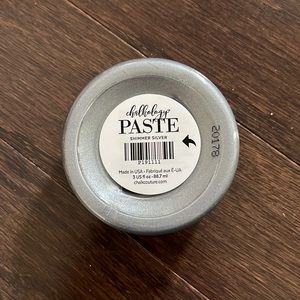 chalkology
PASTE
SHIMMER SILVER
P191111
Made in USA • Fabriqué aux É-UA
3 US fl oz • 88.7 ml
chalkcouture.com
20178